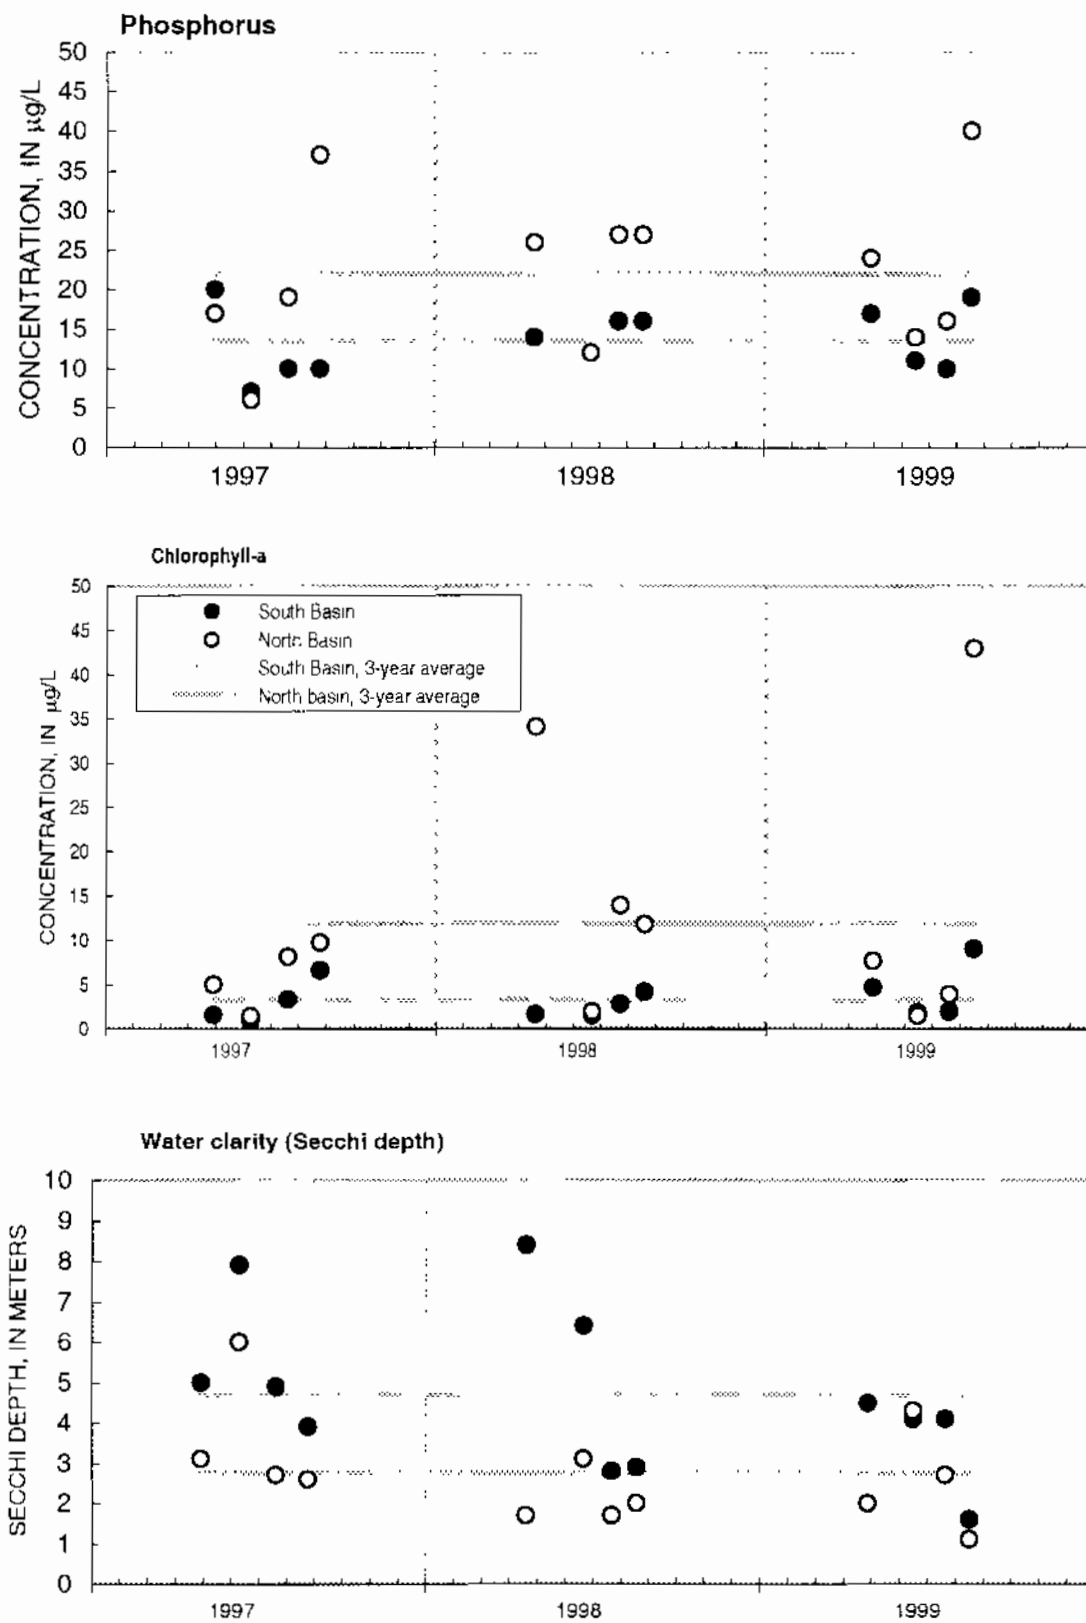 Phosphorus
CONCENTRATION, IN µg/L
50
45
40
35
30
25
20
15
10
5
0
1997 1998 1999
Chlorophyll-a
CONCENTRATION, IN µg/L
50
45
40
35
30
25
20
15
10
5
0
South Basin
North Basin
South Basin, 3-year average
North basin, 3-year average
1997 1998 1999
Water clarity (Secchi depth)
SECCHI DEPTH, IN METERS
10
9
8
7
6
5
4
3
2
1
0
1997 1998 1999